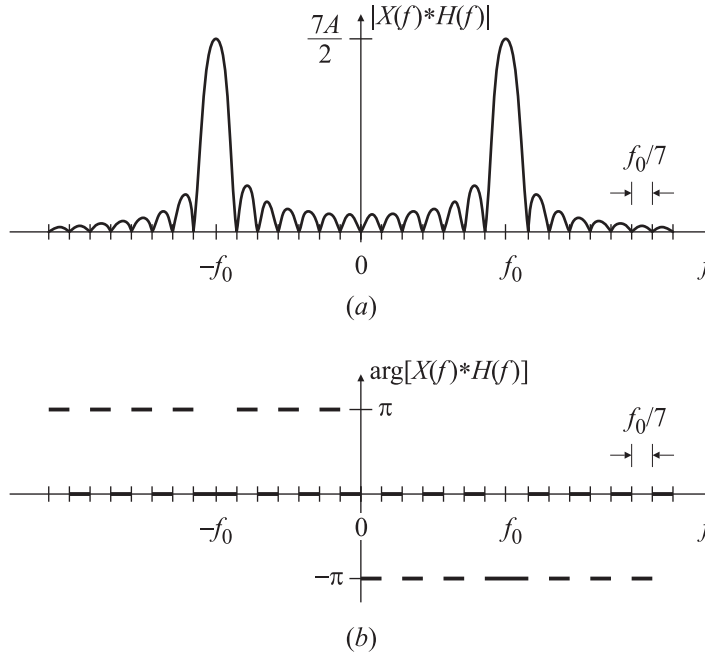 |X(f)*H(f)|
7A/2
f₀/7
−f₀ 0 f₀ f
(a)
arg[X(f)*H(f)]
π
f₀/7
−f₀ 0 f₀ f
−π
(b)